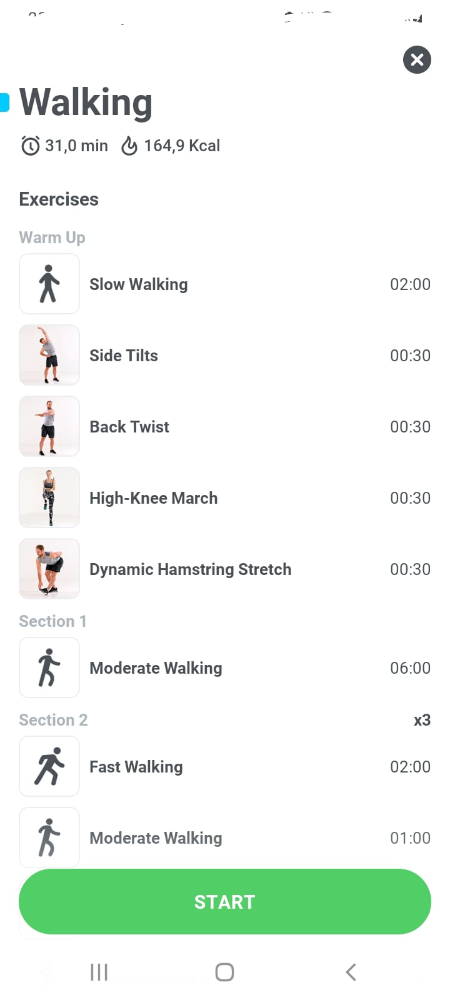 Walking
31,0 min 164,9 Kcal
Exercises
Warm Up
Slow Walking 02:00
Side Tilts 00:30
Back Twist 00:30
High-Knee March 00:30
Dynamic Hamstring Stretch 00:30
Section 1
Moderate Walking 06:00
Section 2 x3
Fast Walking 02:00
Moderate Walking 01:00
START